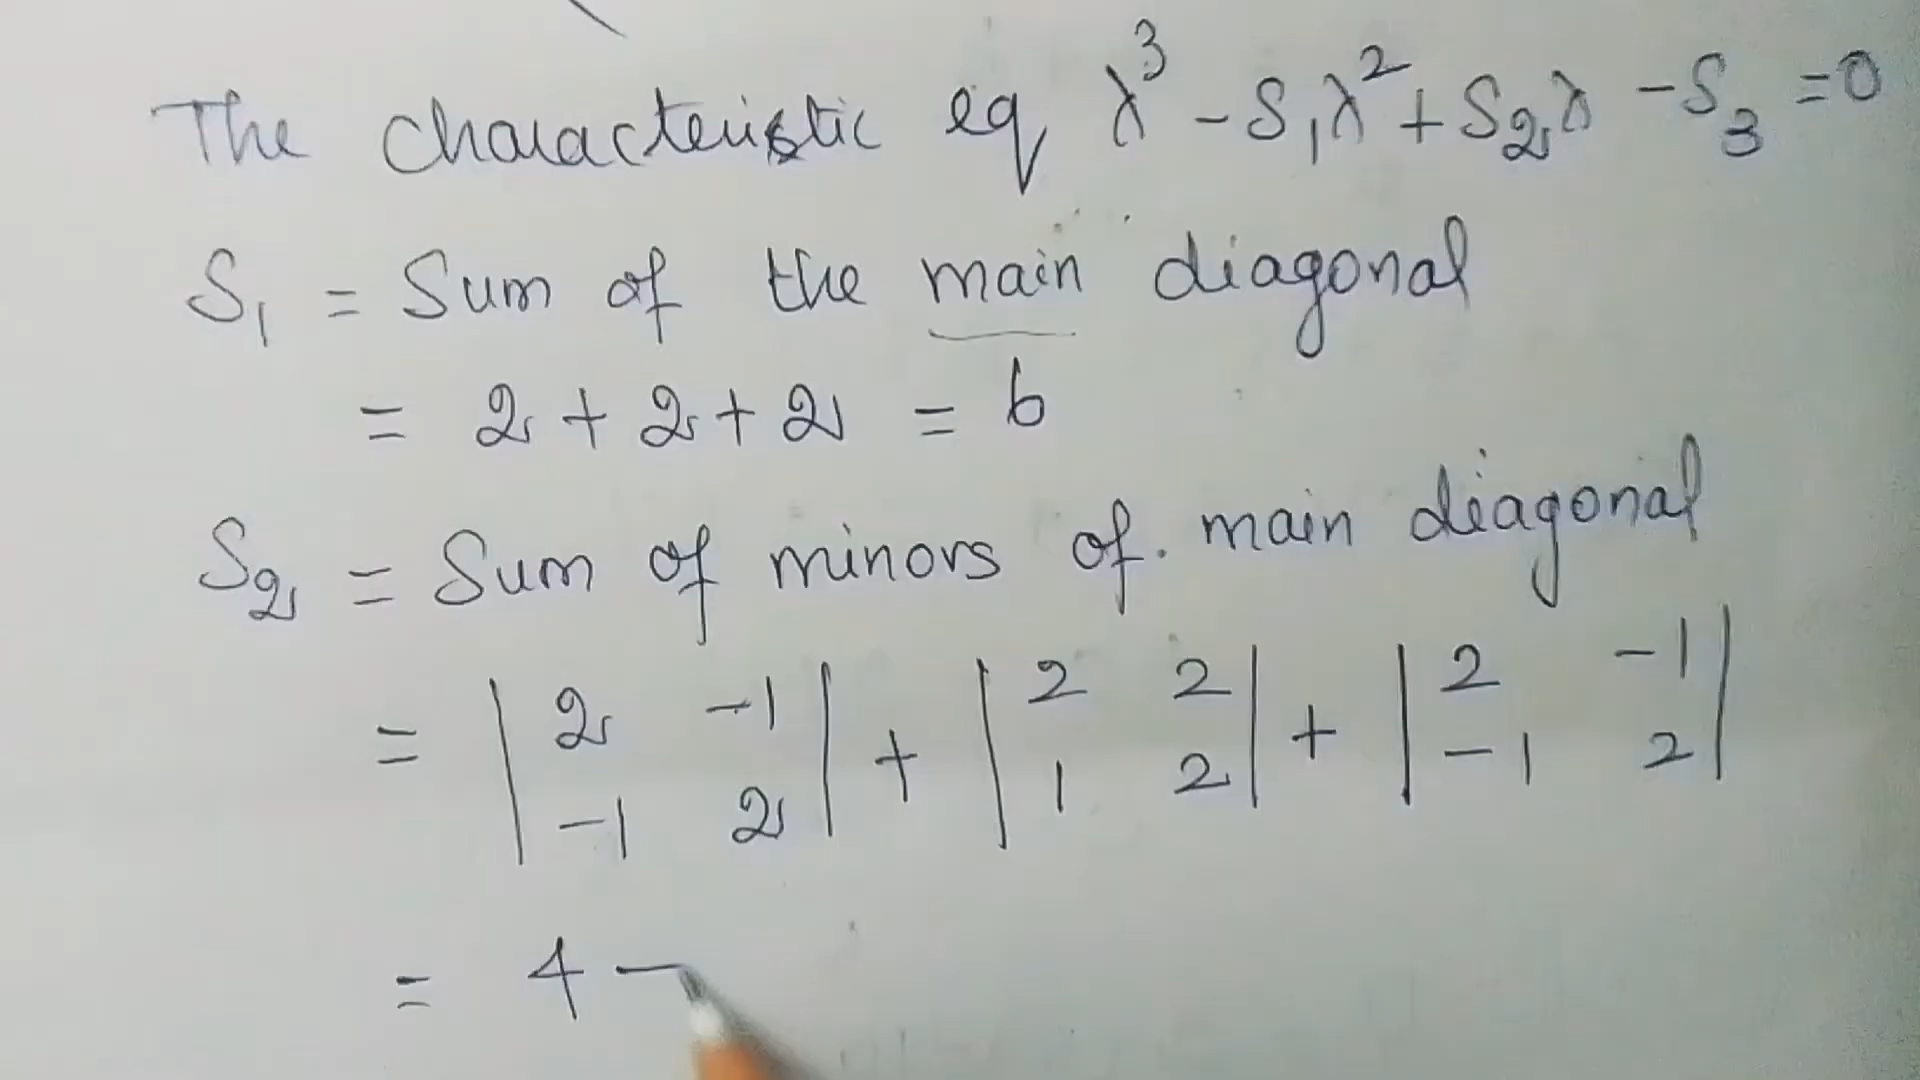 The characteristic eq λ³ - S₁λ² + S₂λ - S₃ = 0
S₁ = Sum of the main diagonal
= 2 + 2 + 2 = 6
S₂ = Sum of minors of main diagonal
= | 2 -1 | + | 2 2 | + | 2 -1 |
| -1 2 | | 1 2 | | -1 2 |
= 4 -